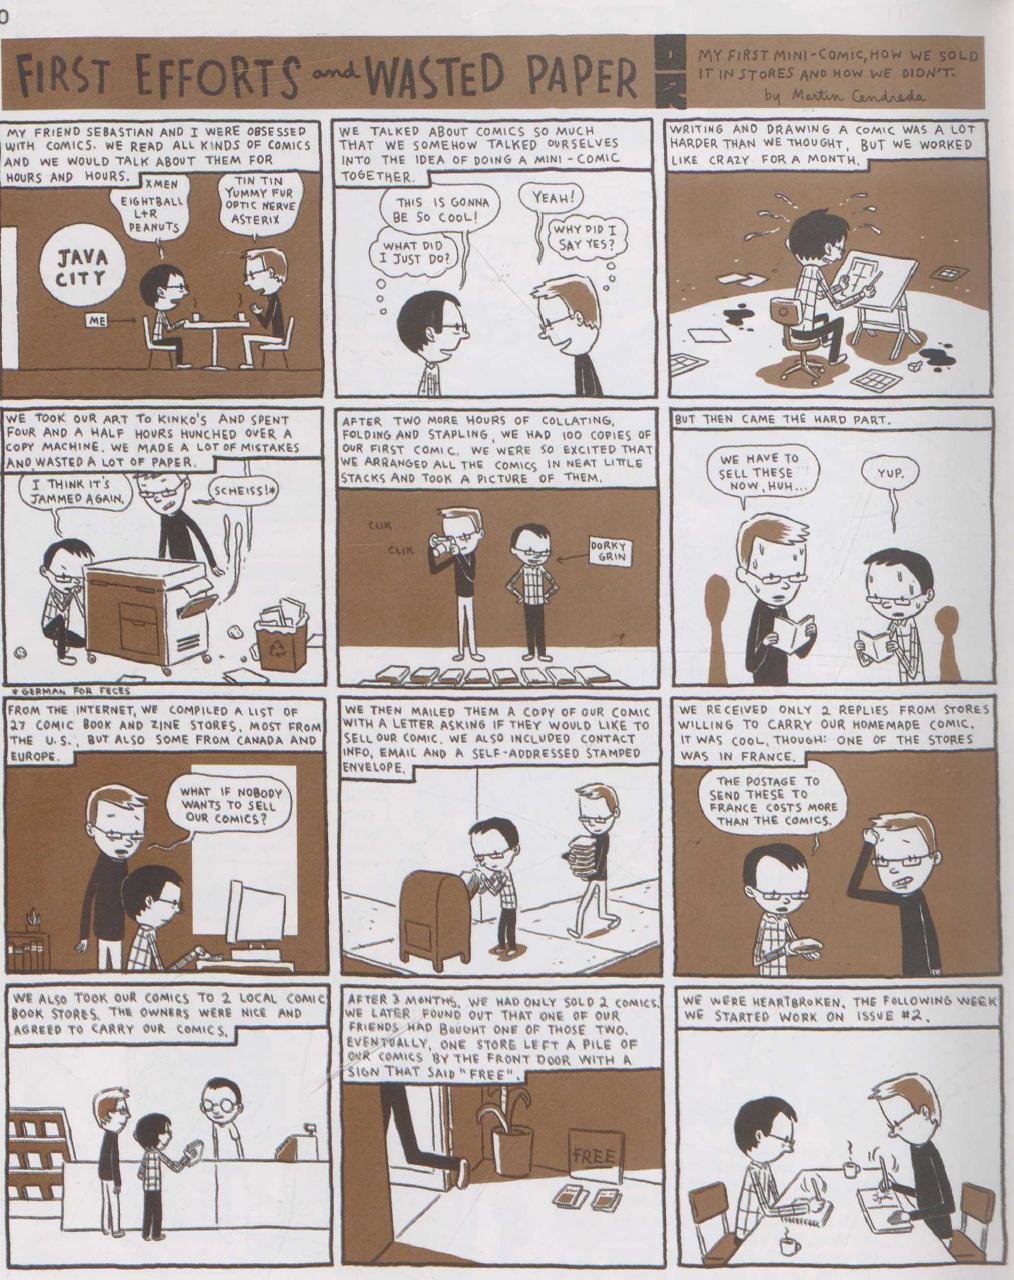 0
FIRST EFFORTS and WASTED PAPER
OR
MY FIRST MINI-COMIC, HOW WE SOLD
IT IN STORES AND HOW WE DIDN'T.
by Martin Cendreda
MY FRIEND SEBASTIAN AND I WERE OBSESSED
WITH COMICS. WE READ ALL KINDS OF COMICS
AND WE WOULD TALK ABOUT THEM FOR
HOURS AND HOURS.
XMEN
EIGHTBALL
L+R
PEANUTS
TIN TIN
YUMMY FUR
OPTIC NERVE
ASTERIX
JAVA
CITY
ME
WE TALKED ABOUT COMICS SO MUCH
THAT WE SOMEHOW TALKED OURSELVES
INTO THE IDEA OF DOING A MINI-COMIC
TOGETHER.
THIS IS GONNA
BE SO COOL!
WHAT DID
I JUST DO?
YEAH!
WHY DID I
SAY YES?
WRITING AND DRAWING A COMIC WAS A LOT
HARDER THAN WE THOUGHT, BUT WE WORKED
LIKE CRAZY FOR A MONTH.
WE TOOK OUR ART TO KINKO'S AND SPENT
FOUR AND A HALF HOURS HUNCHED OVER A
COPY MACHINE. WE MADE A LOT OF MISTAKES
AND WASTED A LOT OF PAPER.
I THINK IT'S
JAMMED AGAIN.
SCHEISS!*
*GERMAN FOR FECES
AFTER TWO MORE HOURS OF COLLATING,
FOLDING AND STAPLING, WE HAD 100 COPIES OF
OUR FIRST COMIC. WE WERE SO EXCITED THAT
WE ARRANGED ALL THE COMICS IN NEAT LITTLE
STACKS AND TOOK A PICTURE OF THEM.
CLIK
CLIK
DORKY
GRIN
BUT THEN CAME THE HARD PART.
WE HAVE TO
SELL THESE
NOW, HUH...
YUP.
FROM THE INTERNET, WE COMPILED A LIST OF
27 COMIC BOOK AND ZINE STORES, MOST FROM
THE U.S., BUT ALSO SOME FROM CANADA AND
EUROPE.
WHAT IF NOBODY
WANTS TO SELL
OUR COMICS?
WE THEN MAILED THEM A COPY OF OUR COMIC
WITH A LETTER ASKING IF THEY WOULD LIKE TO
SELL OUR COMIC. WE ALSO INCLUDED CONTACT
INFO, EMAIL AND A SELF-ADDRESSED STAMPED
ENVELOPE.
WE RECEIVED ONLY 2 REPLIES FROM STORES
WILLING TO CARRY OUR HOMEMADE COMIC.
IT WAS COOL, THOUGH: ONE OF THE STORES
WAS IN FRANCE.
THE POSTAGE TO
SEND THESE TO
FRANCE COSTS MORE
THAN THE COMICS.
WE ALSO TOOK OUR COMICS TO 2 LOCAL COMIC
BOOK STORES. THE OWNERS WERE NICE AND
AGREED TO CARRY OUR COMICS.
AFTER 3 MONTHS, WE HAD ONLY SOLD 2 COMICS.
WE LATER FOUND OUT THAT ONE OF OUR
FRIENDS HAD BOUGHT ONE OF THOSE TWO.
EVENTUALLY, ONE STORE LEFT A PILE OF
OUR COMICS BY THE FRONT DOOR WITH A
SIGN THAT SAID "FREE".
FREE
WE WERE HEARTBROKEN. THE FOLLOWING WEEK
WE STARTED WORK ON ISSUE #2.